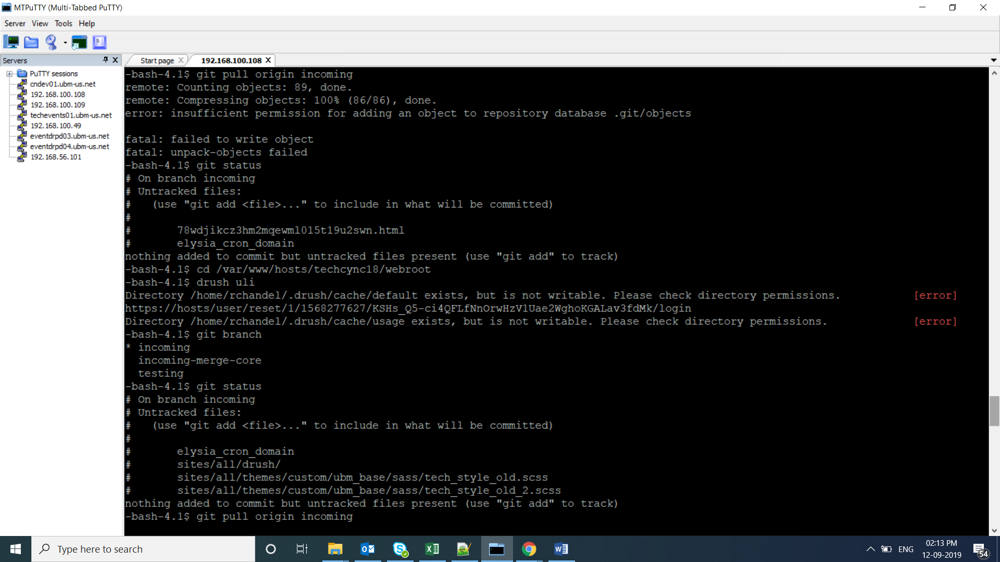 MTPuTTY (Multi-Tabbed PuTTY)
Server View Tools Help
Servers
Start page
192.168.100.108
PuTTY sessions
cndev01.ubm-us.net
192.168.100.108
192.168.100.109
techevents01.ubm-us.net
192.168.100.49
eventdrpd03.ubm-us.net
eventdrpd04.ubm-us.net
192.168.56.101
-bash-4.1$ git pull origin incoming
remote: Counting objects: 89, done.
remote: Compressing objects: 100% (86/86), done.
error: insufficient permission for adding an object to repository database .git/objects
fatal: failed to write object
fatal: unpack-objects failed
-bash-4.1$ git status
# On branch incoming
# Untracked files:
#   (use "git add <file>..." to include in what will be committed)
#
#       78wdjikcz3hm2mqewml015t19u2swn.html
#       elysia_cron_domain
nothing added to commit but untracked files present (use "git add" to track)
-bash-4.1$ cd /var/www/hosts/techcync18/webroot
-bash-4.1$ drush uli
Directory /home/rchandel/.drush/cache/default exists, but is not writable. Please check directory permissions. [error]
https://hosts/user/reset/1/1568277627/KSHs_Q5-ci4QFLfNnOrwHzV1Uae2WghoKGALav3fdMk/login
Directory /home/rchandel/.drush/cache/usage exists, but is not writable. Please check directory permissions. [error]
-bash-4.1$ git branch
* incoming
  incoming-merge-core
  testing
-bash-4.1$ git status
# On branch incoming
# Untracked files:
#   (use "git add <file>..." to include in what will be committed)
#
#       elysia_cron_domain
#       sites/all/drush/
#       sites/all/themes/custom/ubm_base/sass/tech_style_old.scss
#       sites/all/themes/custom/ubm_base/sass/tech_style_old_2.scss
nothing added to commit but untracked files present (use "git add" to track)
-bash-4.1$ git pull origin incoming
Type here to search
ENG
02:13 PM
12-09-2019
54